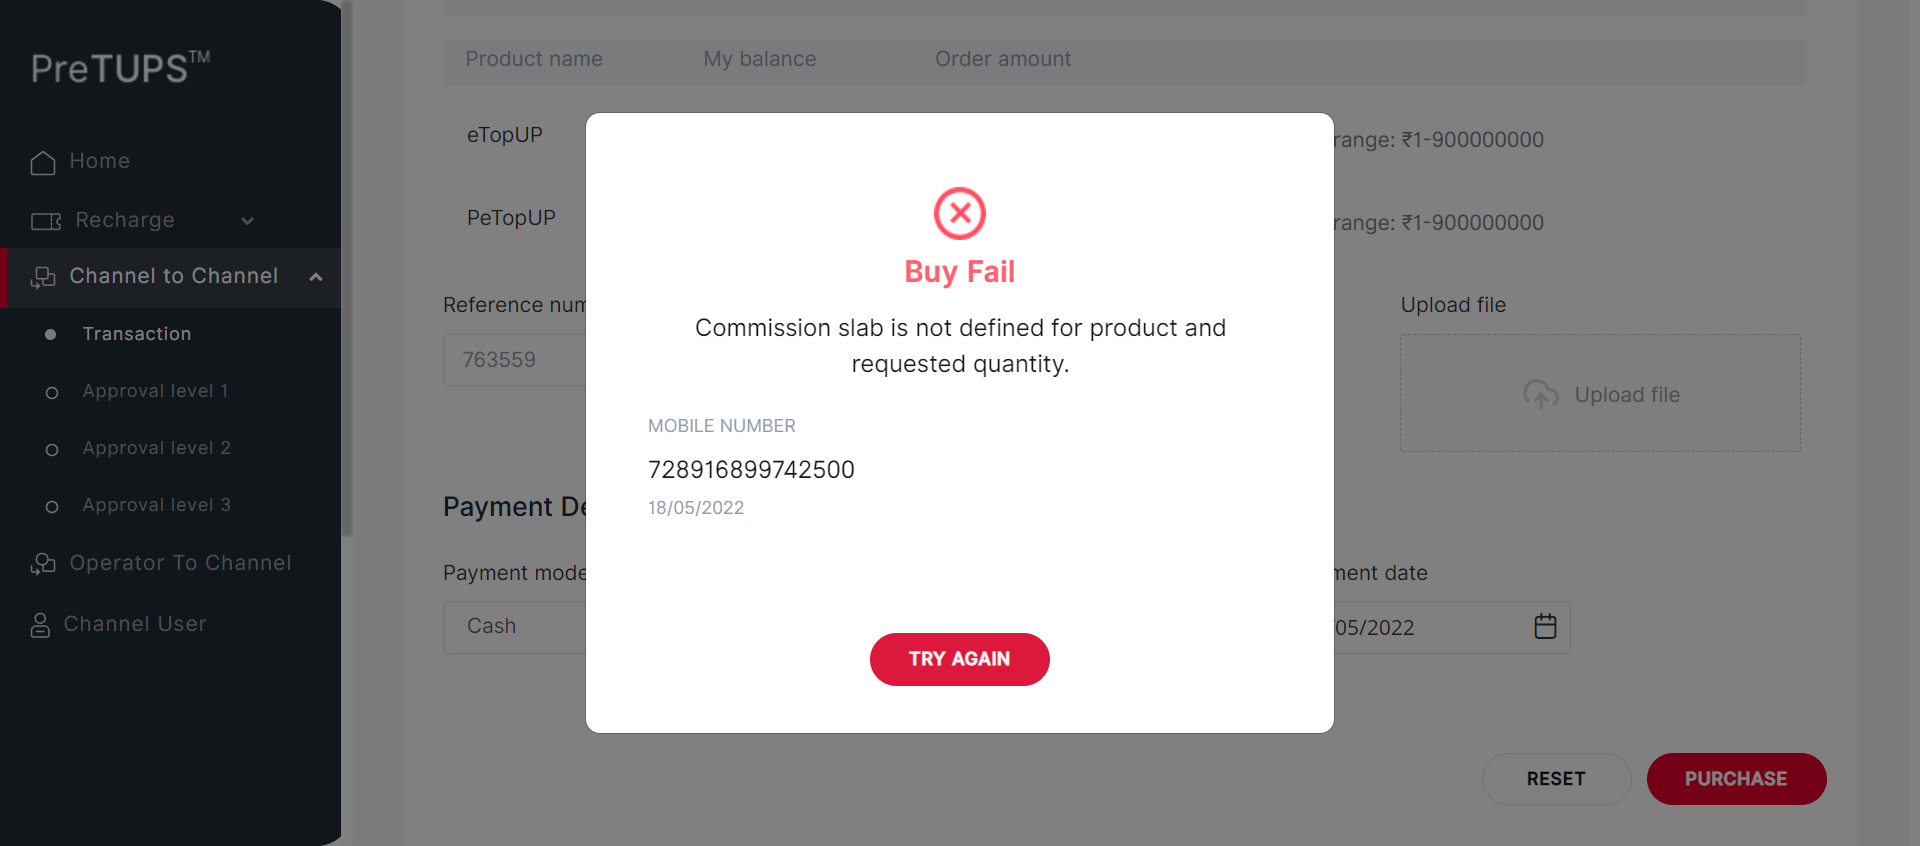 PreTUPS™
Home
Recharge
Channel to Channel
Transaction
Approval level 1
Approval level 2
Approval level 3
Operator To Channel
Channel User
Product name My balance Order amount
eTopUP range: ₹1-900000000
PeTopUP range: ₹1-900000000
Reference num
763559
Upload file
Upload file
Payment De
Payment mode
Cash
ment date
/05/2022
RESET
PURCHASE
Buy Fail
Commission slab is not defined for product and
requested quantity.
MOBILE NUMBER
728916899742500
18/05/2022
TRY AGAIN